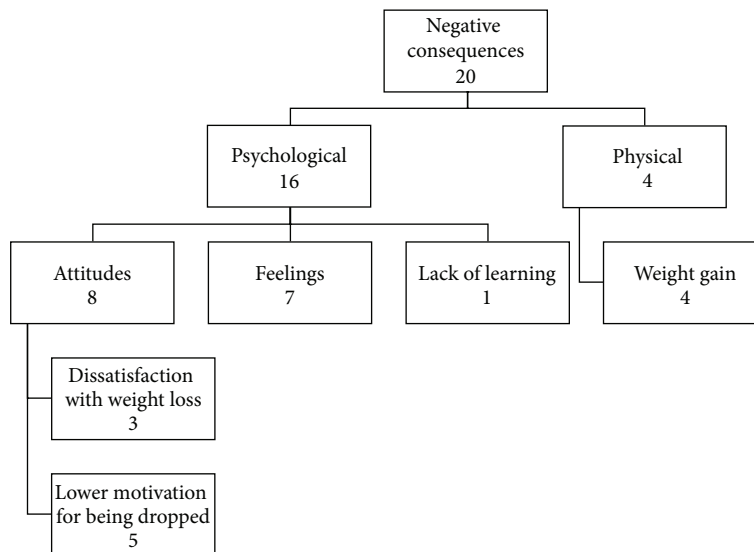 Negative
consequences
20
Psychological
16
Physical
4
Attitudes
8
Feelings
7
Lack of learning
1
Weight gain
4
Dissatisfaction
with weight loss
3
Lower motivation
for being dropped
5